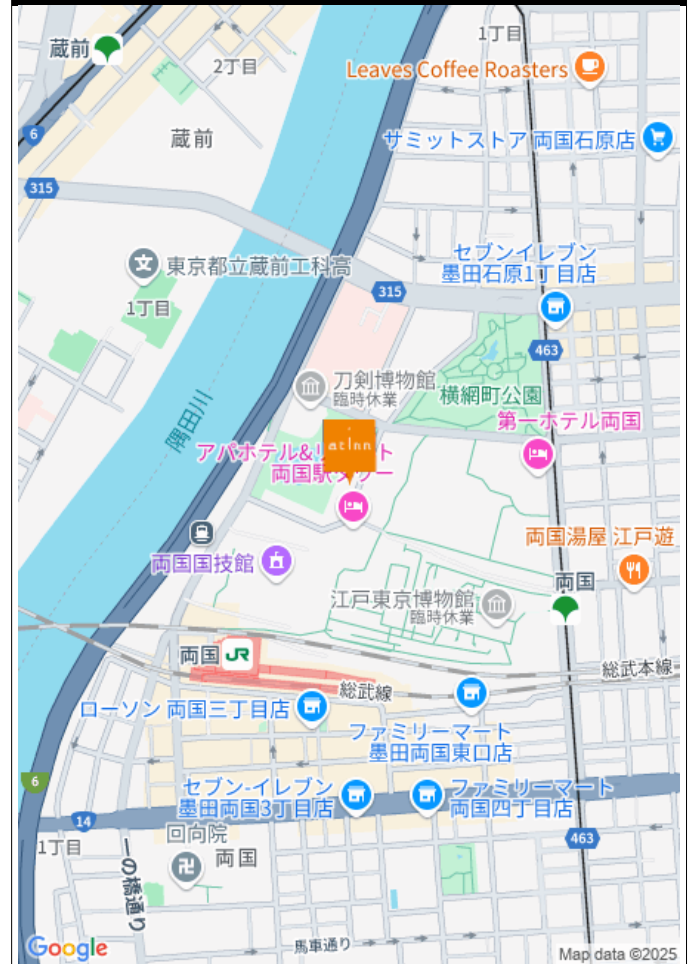 蔵前
2丁目
1丁目
Leaves Coffee Roasters
6
蔵前
サミットストア 両国石原店
315
セブンイレブン
墨田石原1丁目店
東京都立蔵前工科高
1丁目
315
463
刀剣博物館
臨時休業
横網町公園
隅田川
at inn
第一ホテル両国
アパホテル&リ
ト
両国駅タワー
両国国技館
両国湯屋 江戸遊
江戸東京博物館
臨時休業
両国
両国 JR
総武本線
総武線
ローソン 両国三丁目店
ファミリーマート
墨田両国東口店
6
セブン-イレブン
墨田両国3丁目店
ファミリーマート
両国四丁目店
14
1丁目
回向院
両国
463
一の橋通り
馬車通り
Google
Map data ©2025